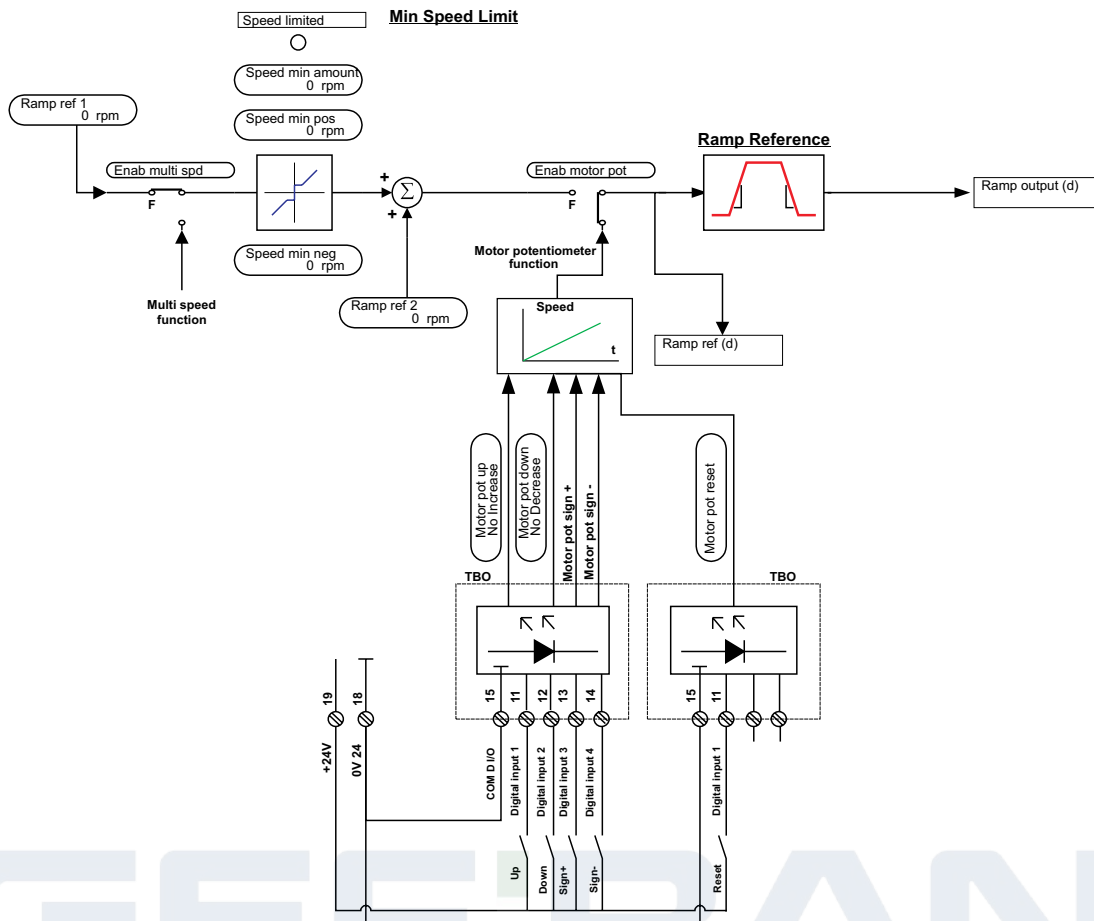 Min Speed Limit
Speed limited
Speed min amount
0 rpm
Ramp ref 1
0 rpm
Speed min pos
0 rpm
Ramp Reference
Enab multi spd
Enab motor pot
F
+
Σ
+
F
Ramp output (d)
Speed min neg
0 rpm
Motor potentiometer
function
Multi speed
function
Ramp ref 2
0 rpm
Speed
t
Ramp ref (d)
Motor pot up
No Increase
Motor pot down
No Decrease
Motor pot sign +
Motor pot sign -
Motor pot reset
TBO
TBO
19
18
15
11
12
13
14
15
11
+24V
0V 24
COM D I/O
Digital input 1
Digital input 2
Digital input 3
Digital input 4
Digital input 1
Up
Down
Sign+
Sign-
Reset